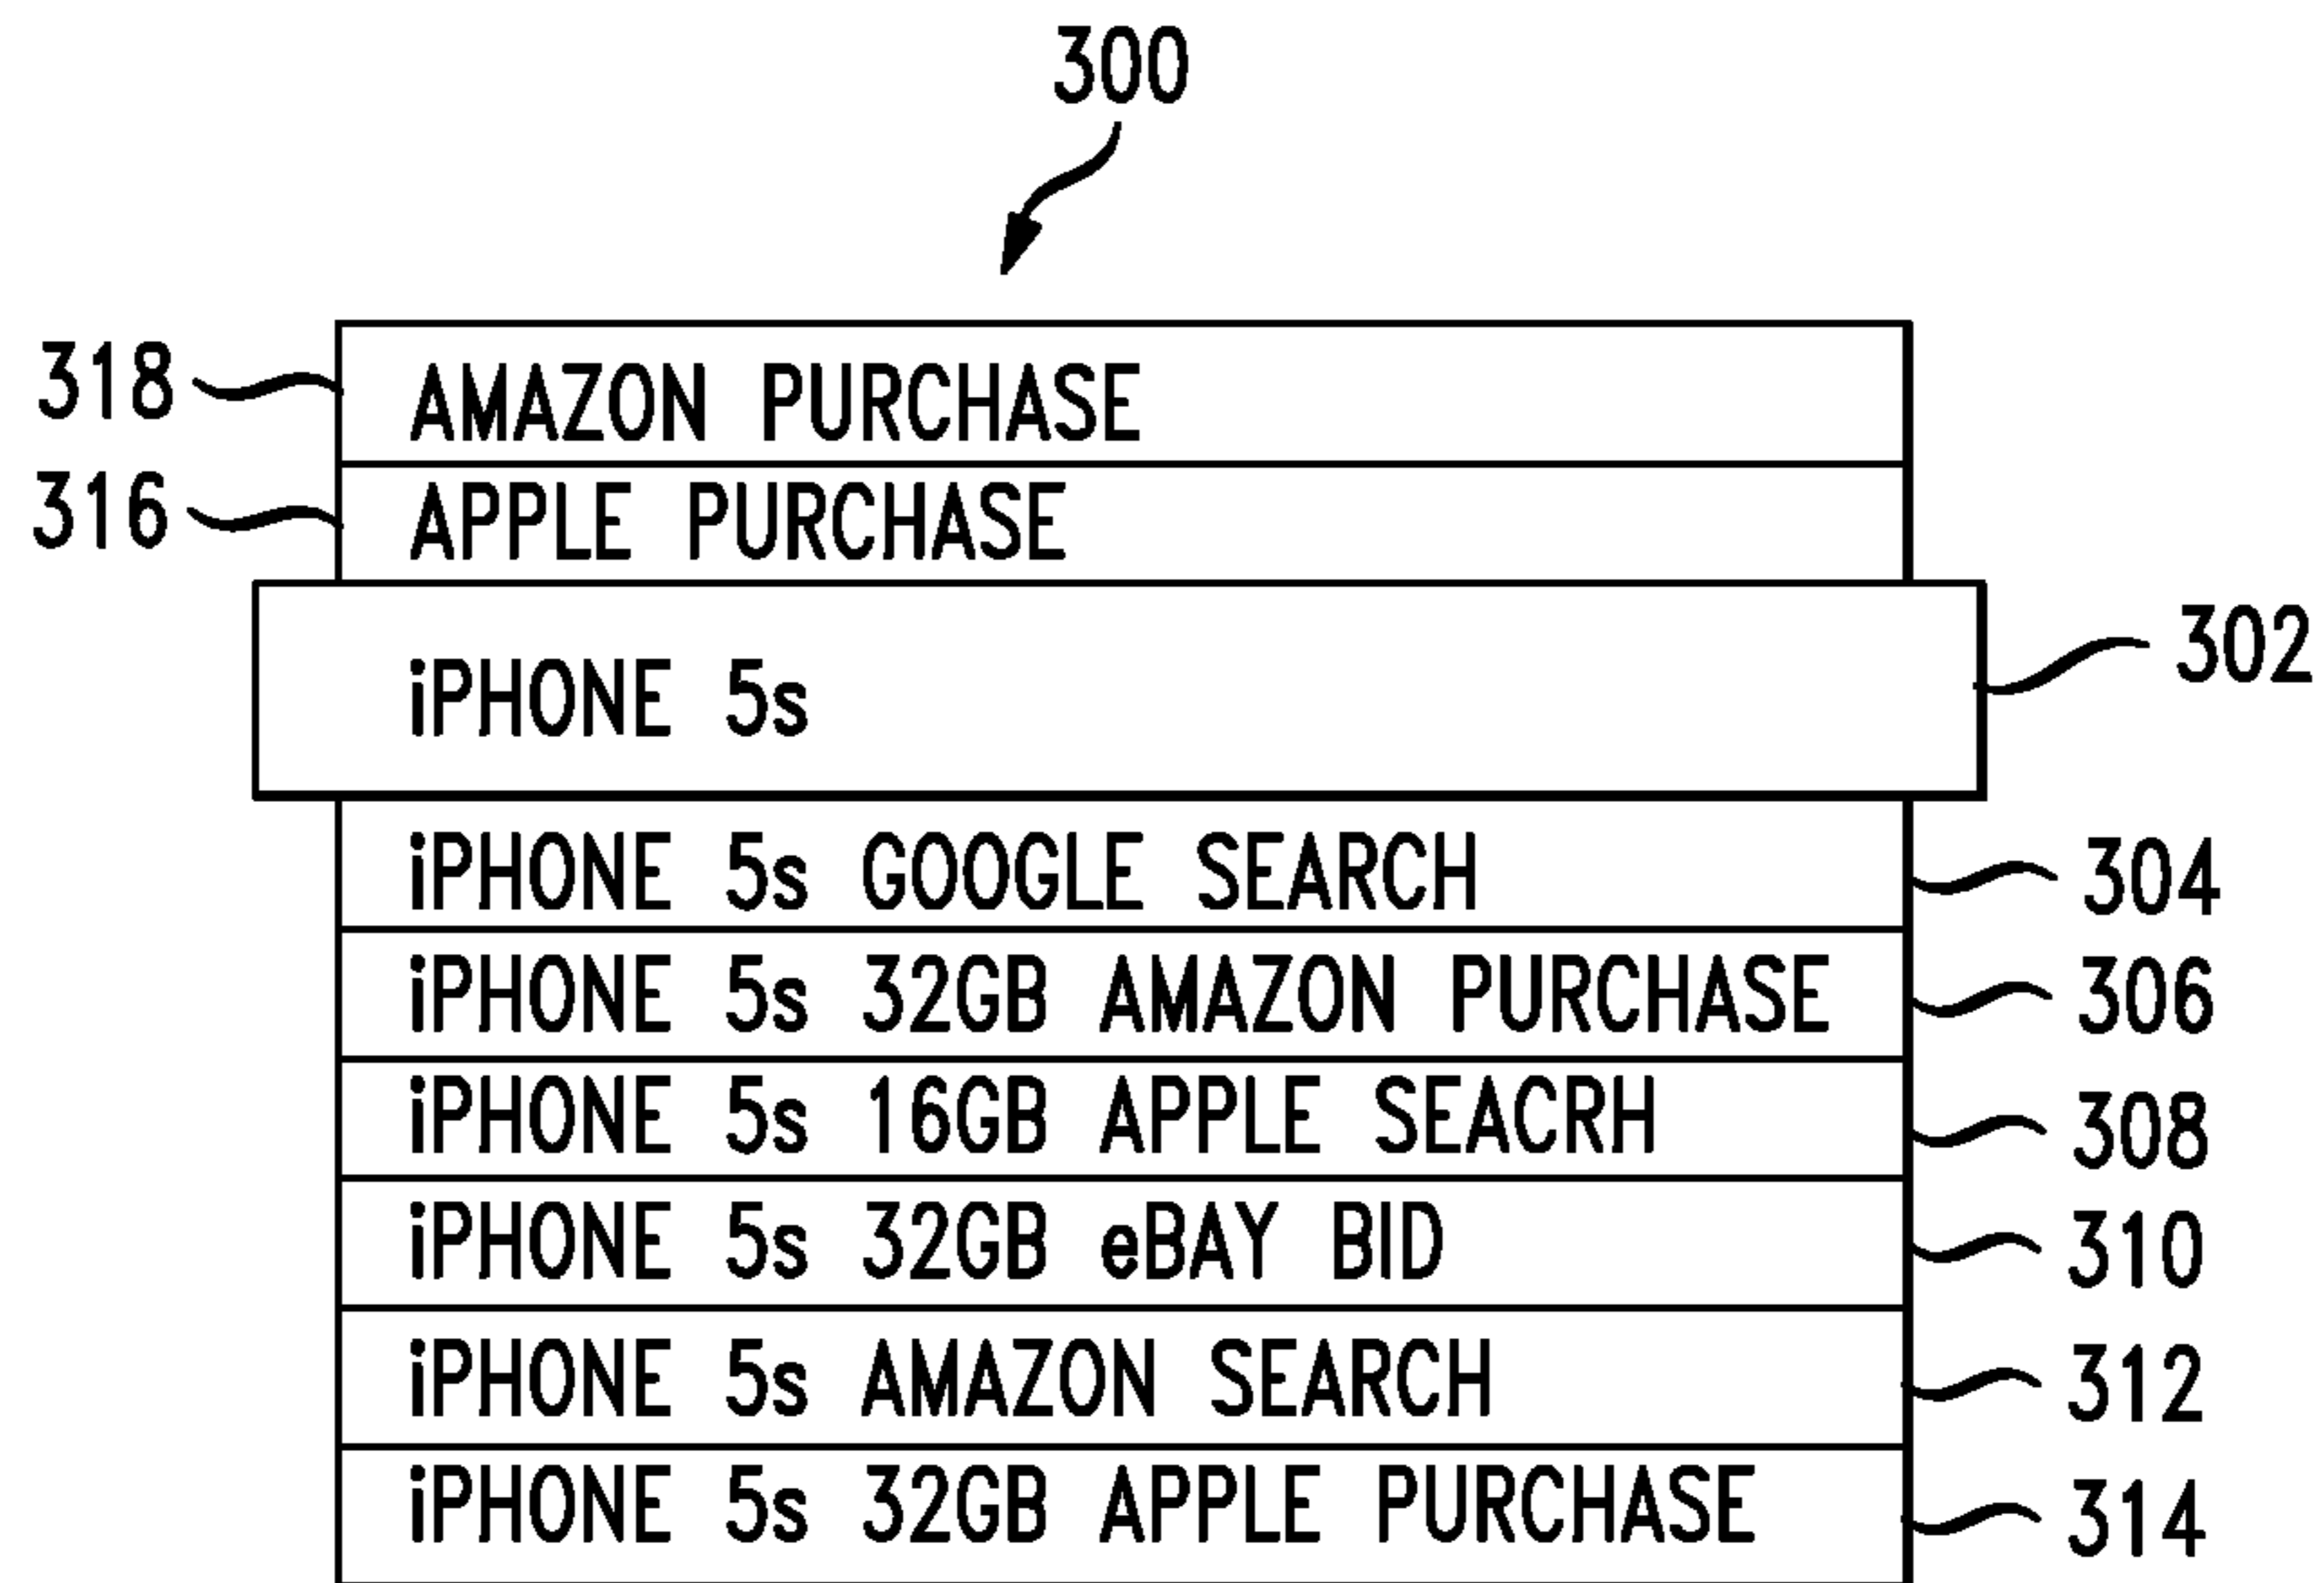 300
318 AMAZON PURCHASE
316 APPLE PURCHASE
iPHONE 5s 302
iPHONE 5s GOOGLE SEARCH 304
iPHONE 5s 32GB AMAZON PURCHASE 306
iPHONE 5s 16GB APPLE SEACRH 308
iPHONE 5s 32GB eBAY BID 310
iPHONE 5s AMAZON SEARCH 312
iPHONE 5s 32GB APPLE PURCHASE 314